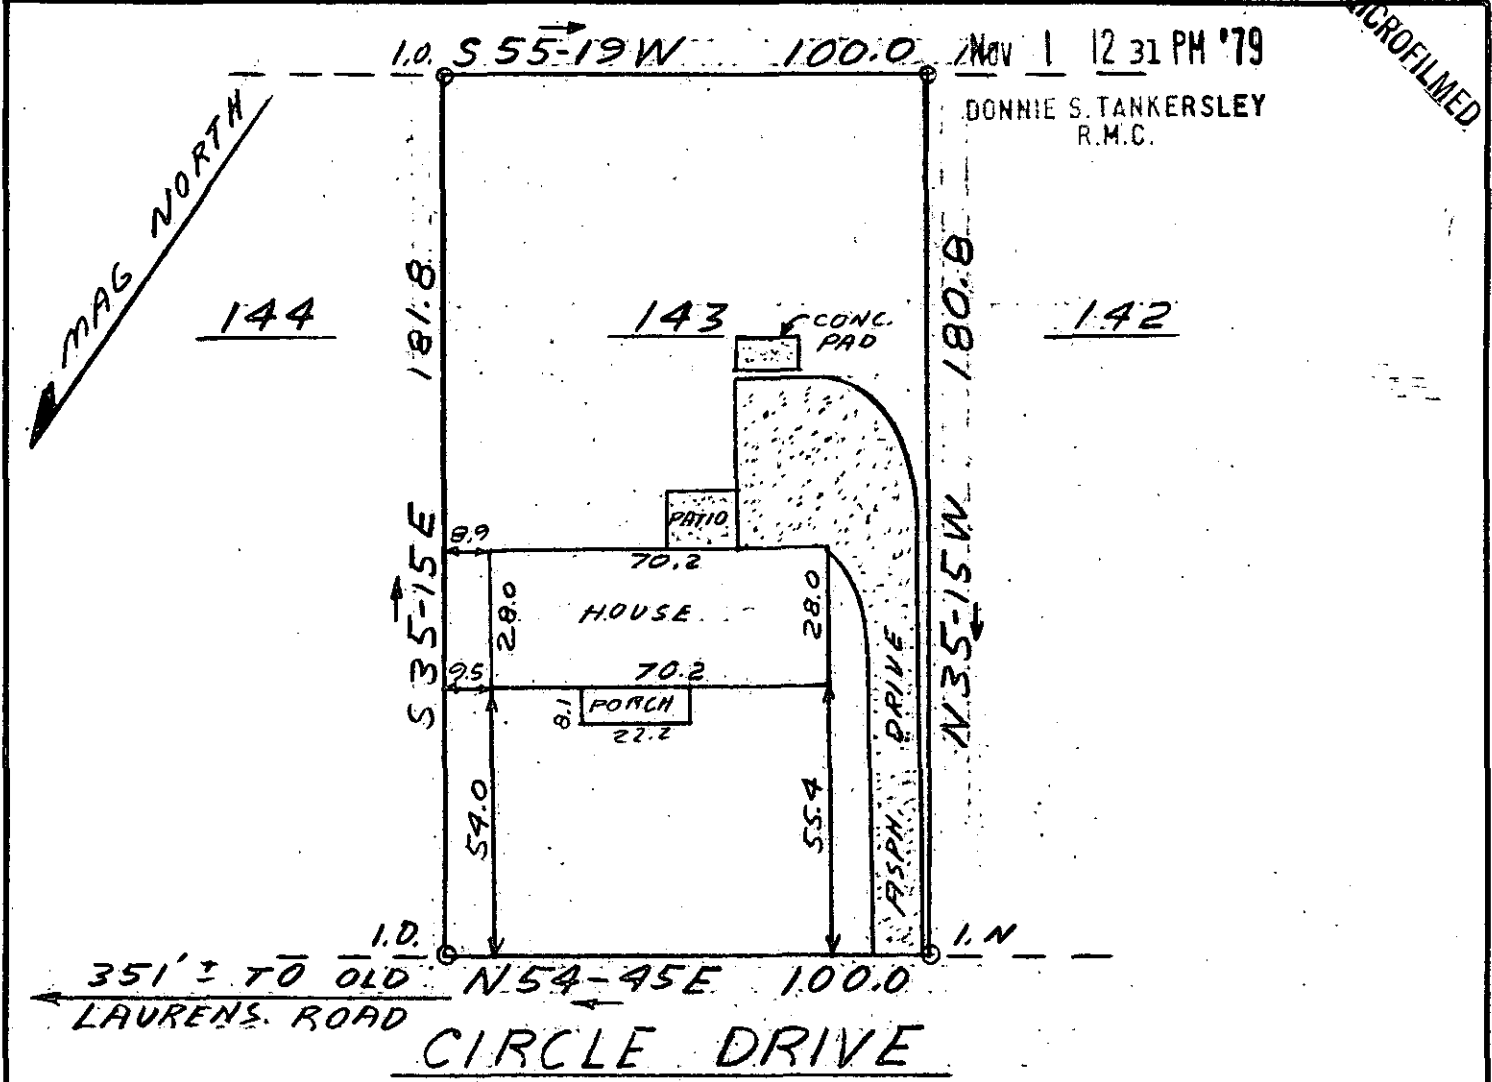 MICROFILMED
I.O. S 55-19 W 100.0
Nov 1 12 31 PM '79
DONNIE S. TANKERSLEY
R.M.C.
MAG NORTH
181.8
180.8
144
143
142
CONC.
PAD
PATIO
8.9
70.2
S 35-15 E
28.0
HOUSE
28.0
N 35-15 W
9.5
70.2
8.1
PORCH
22.2
ASPH. DRIVE
54.0
55.4
I.O.
I.N
351' ± TO OLD
LAURENS. ROAD
N 54-45 E 100.0
CIRCLE DRIVE